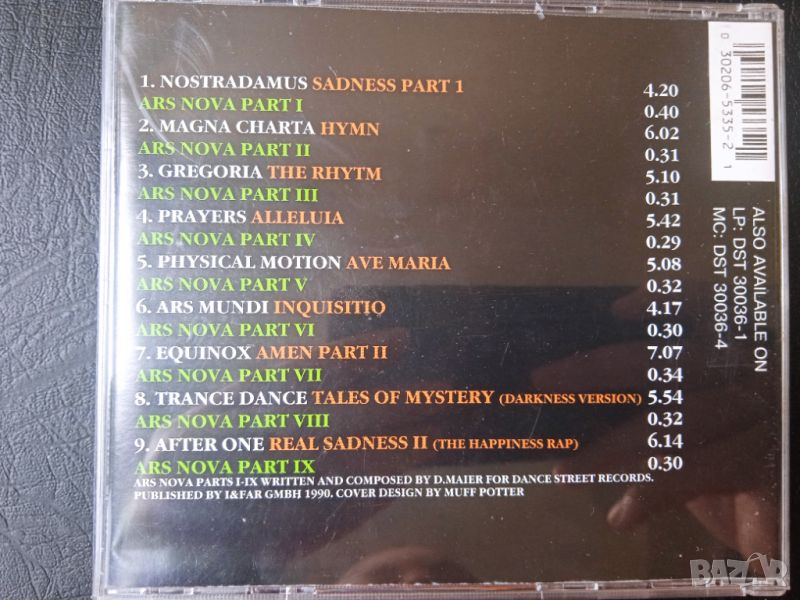 1. NOSTRADAMUS SADNESS PART 1 4.20
ARS NOVA PART I 0.40
2. MAGNA CHARTA HYMN 6.02
ARS NOVA PART II 0.31
3. GREGORIA THE RHYTM 5.10
ARS NOVA PART III 0.31
4. PRAYERS ALLELUIA 5.42
ARS NOVA PART IV 0.29
5. PHYSICAL MOTION AVE MARIA 5.08
ARS NOVA PART V 0.32
6. ARS MUNDI INQUISITIO 4.17
ARS NOVA PART VI 0.30
7. EQUINOX AMEN PART II 7.07
ARS NOVA PART VII 0.34
8. TRANCE DANCE TALES OF MYSTERY (DARKNESS VERSION) 5.54
ARS NOVA PART VIII 0.32
9. AFTER ONE REAL SADNESS II (THE HAPPINESS RAP) 6.14
ARS NOVA PART IX 0.30
ARS NOVA PARTS I-IX WRITTEN AND COMPOSED BY D.MAIER FOR DANCE STREET RECORDS.
PUBLISHED BY I&FAR GMBH 1990. COVER DESIGN BY MUFF POTTER
0 30206-5335-2 1
ALSO AVAILABLE ON
LP: DST 30036-1
MC: DST 30036-4
BAZAR